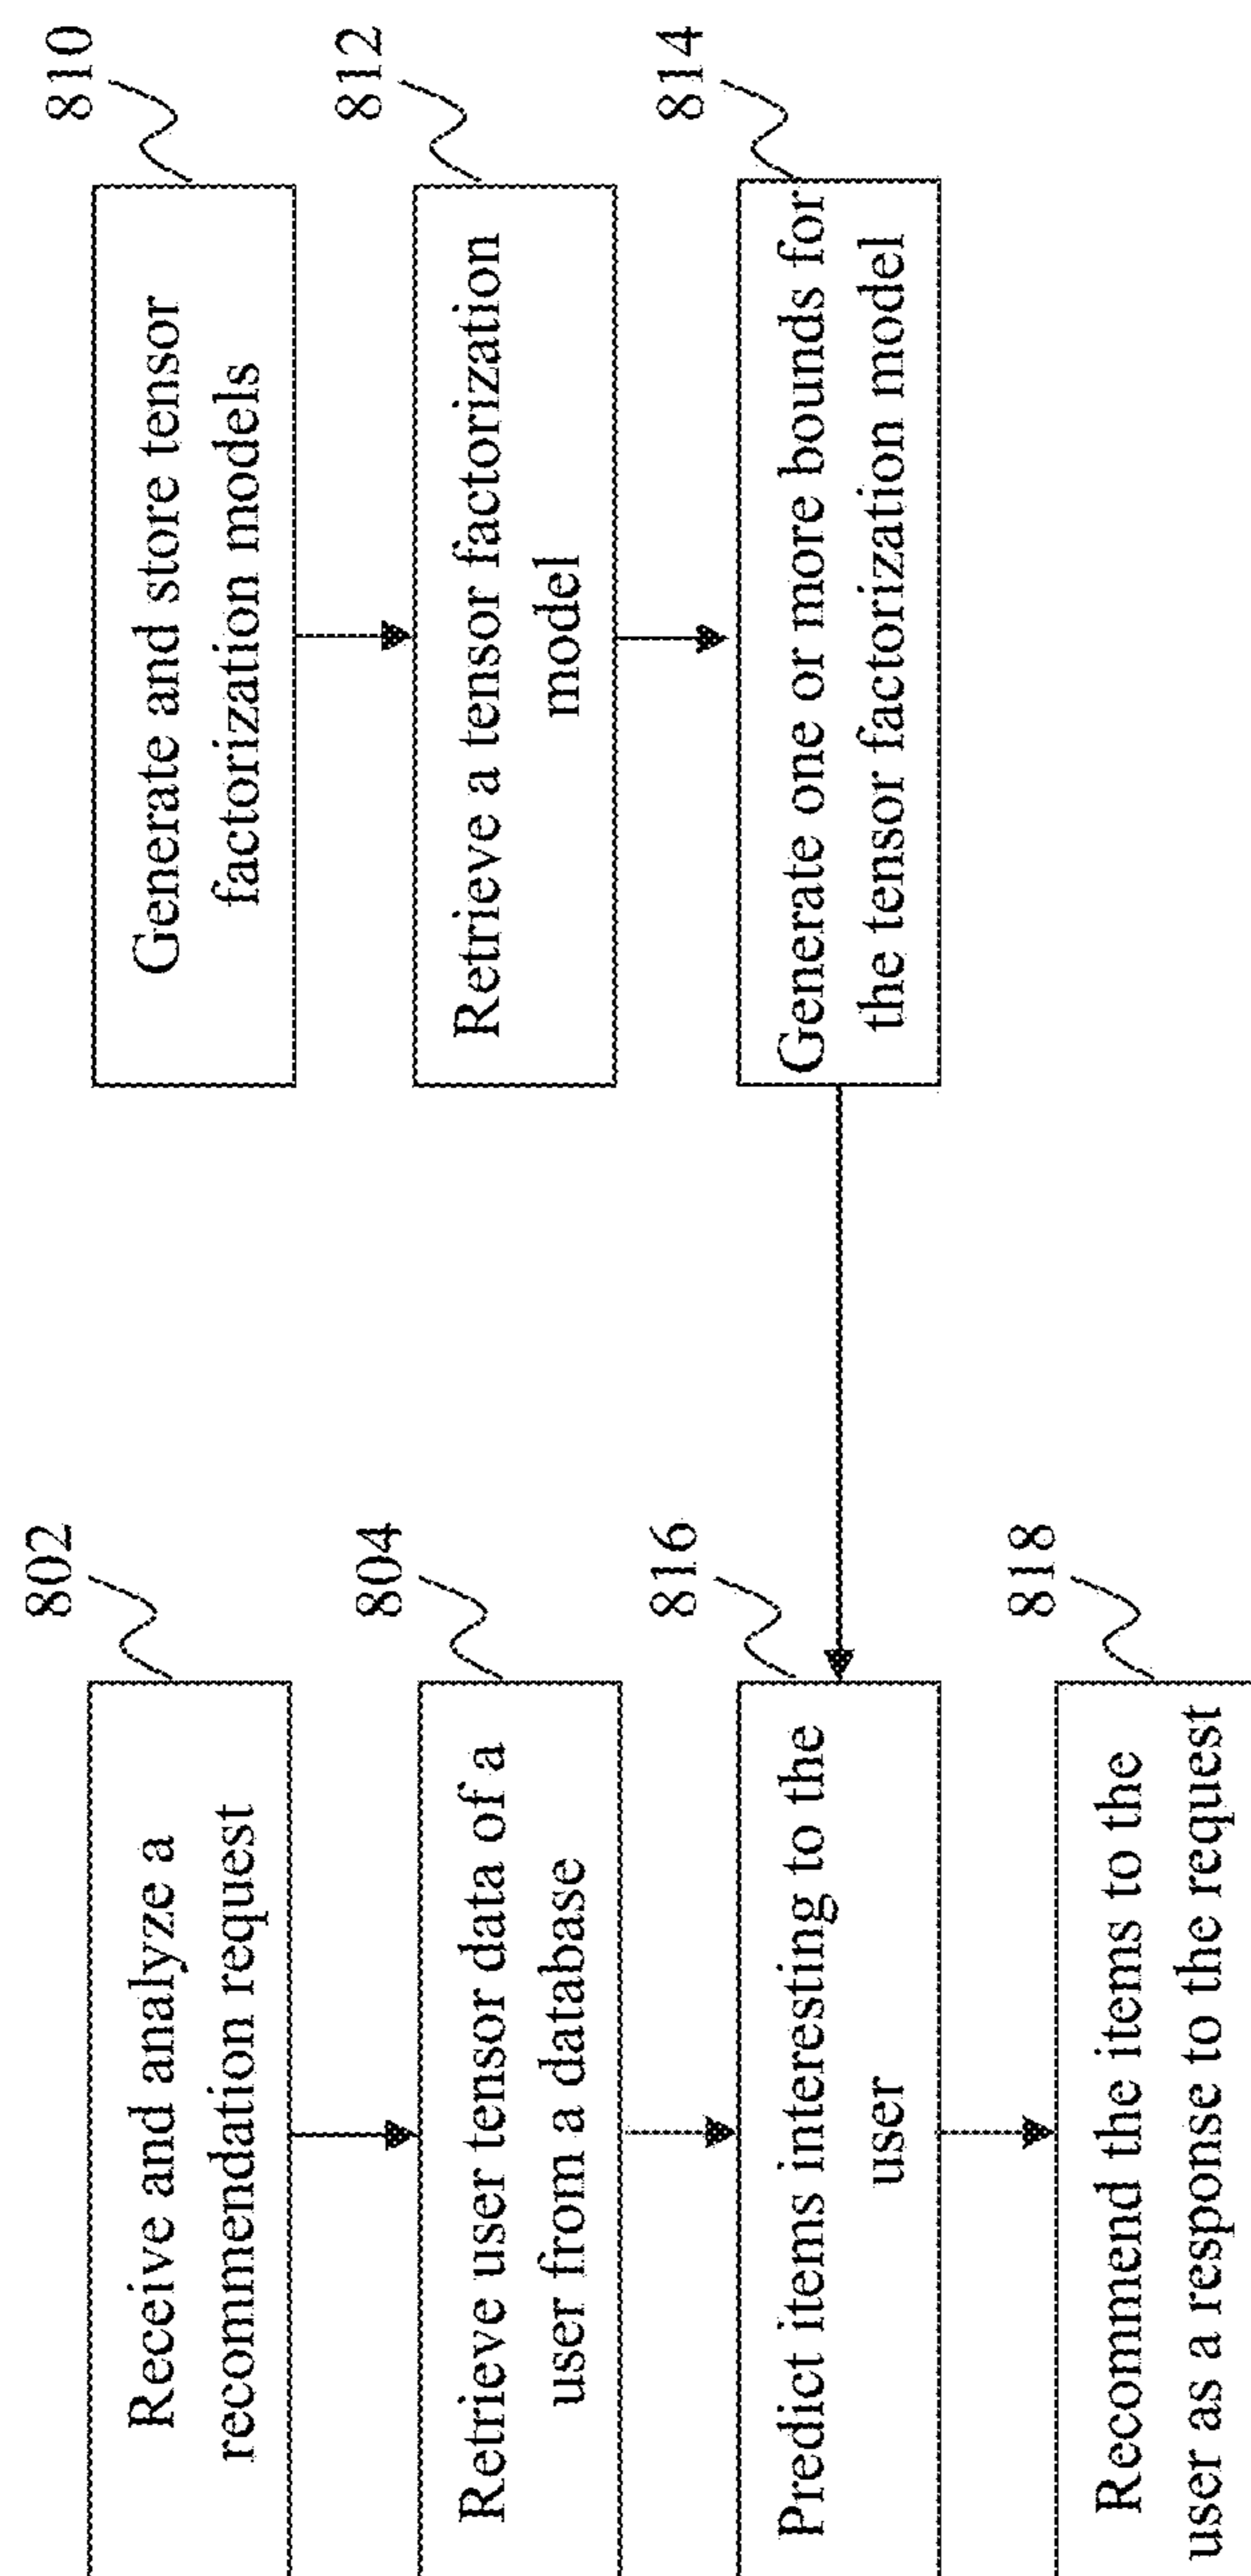 802
Receive and analyze a
recommendation request
804
Retrieve user tensor data of a
user from a database
816
Predict items interesting to the
user
818
Recommend the items to the
user as a response to the request
810
Generate and store tensor
factorization models
812
Retrieve a tensor factorization
model
814
Generate one or more bounds for
the tensor factorization model